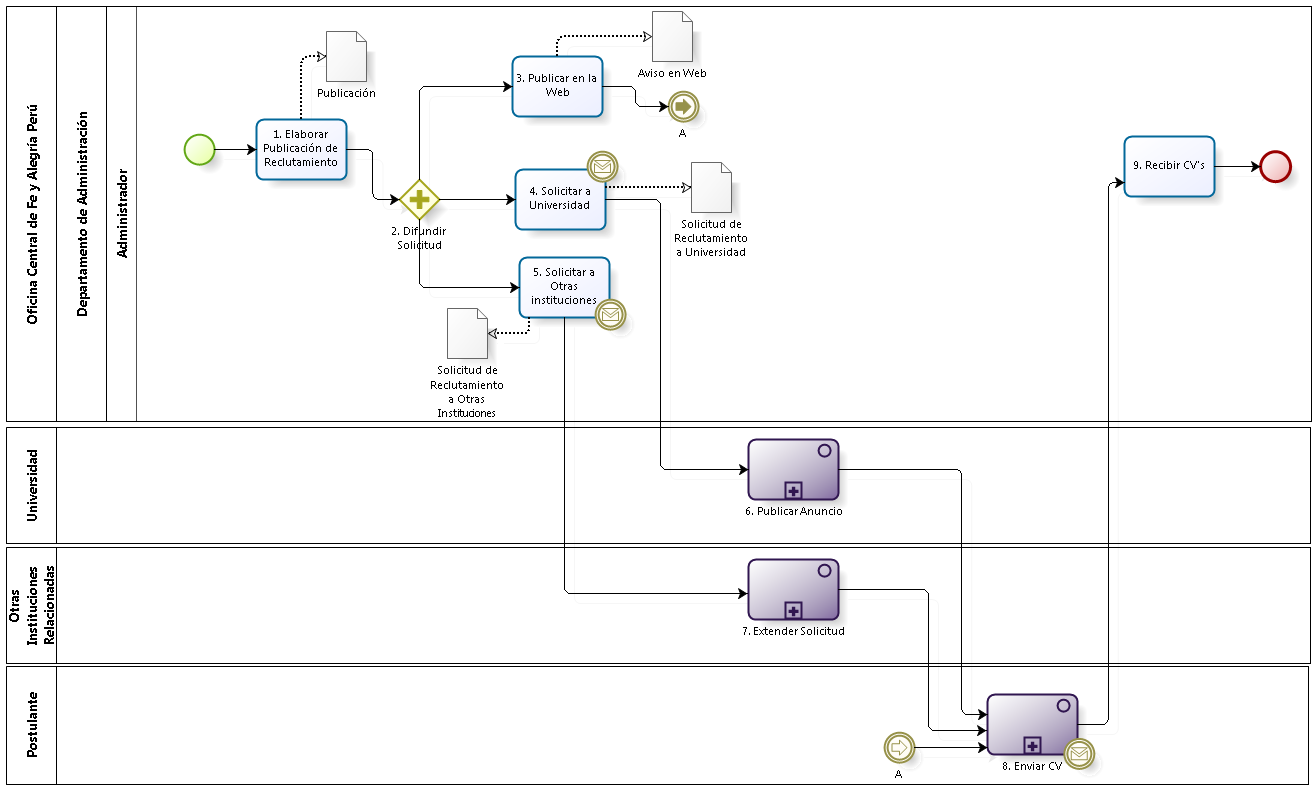 Oficina Central de Fe y Alegría Perú
Departamento de Administración
Administrador
Publicación
1. Elaborar
Publicación de
Reclutamiento
2. Difundir
Solicitud
3. Publicar en la
Web
Aviso en Web
A
4. Solicitar a
Universidad
Solicitud de
Reclutamiento
a Universidad
5. Solicitar a
Otras
instituciones
Solicitud de
Reclutamiento
a Otras
Instituciones
9. Recibir CV's
Universidad
6. Publicar Anuncio
Otras
Instituciones
Relacionadas
7. Extender Solicitud
Postulante
A
8. Enviar CV